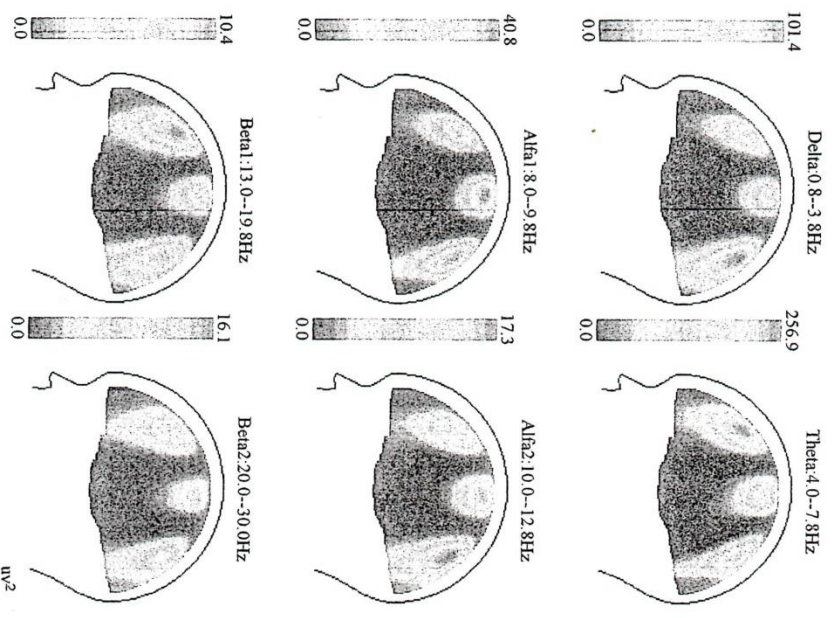 Delta:0.8--3.8Hz Theta:4.0--7.8Hz
101.4 256.9
0.0 0.0
Alfa1:8.0--9.8Hz Alfa2:10.0--12.8Hz
40.8 17.3
0.0 0.0
Beta1:13.0--19.8Hz Beta2:20.0--30.0Hz
10.4 16.1
0.0 0.0
uv²